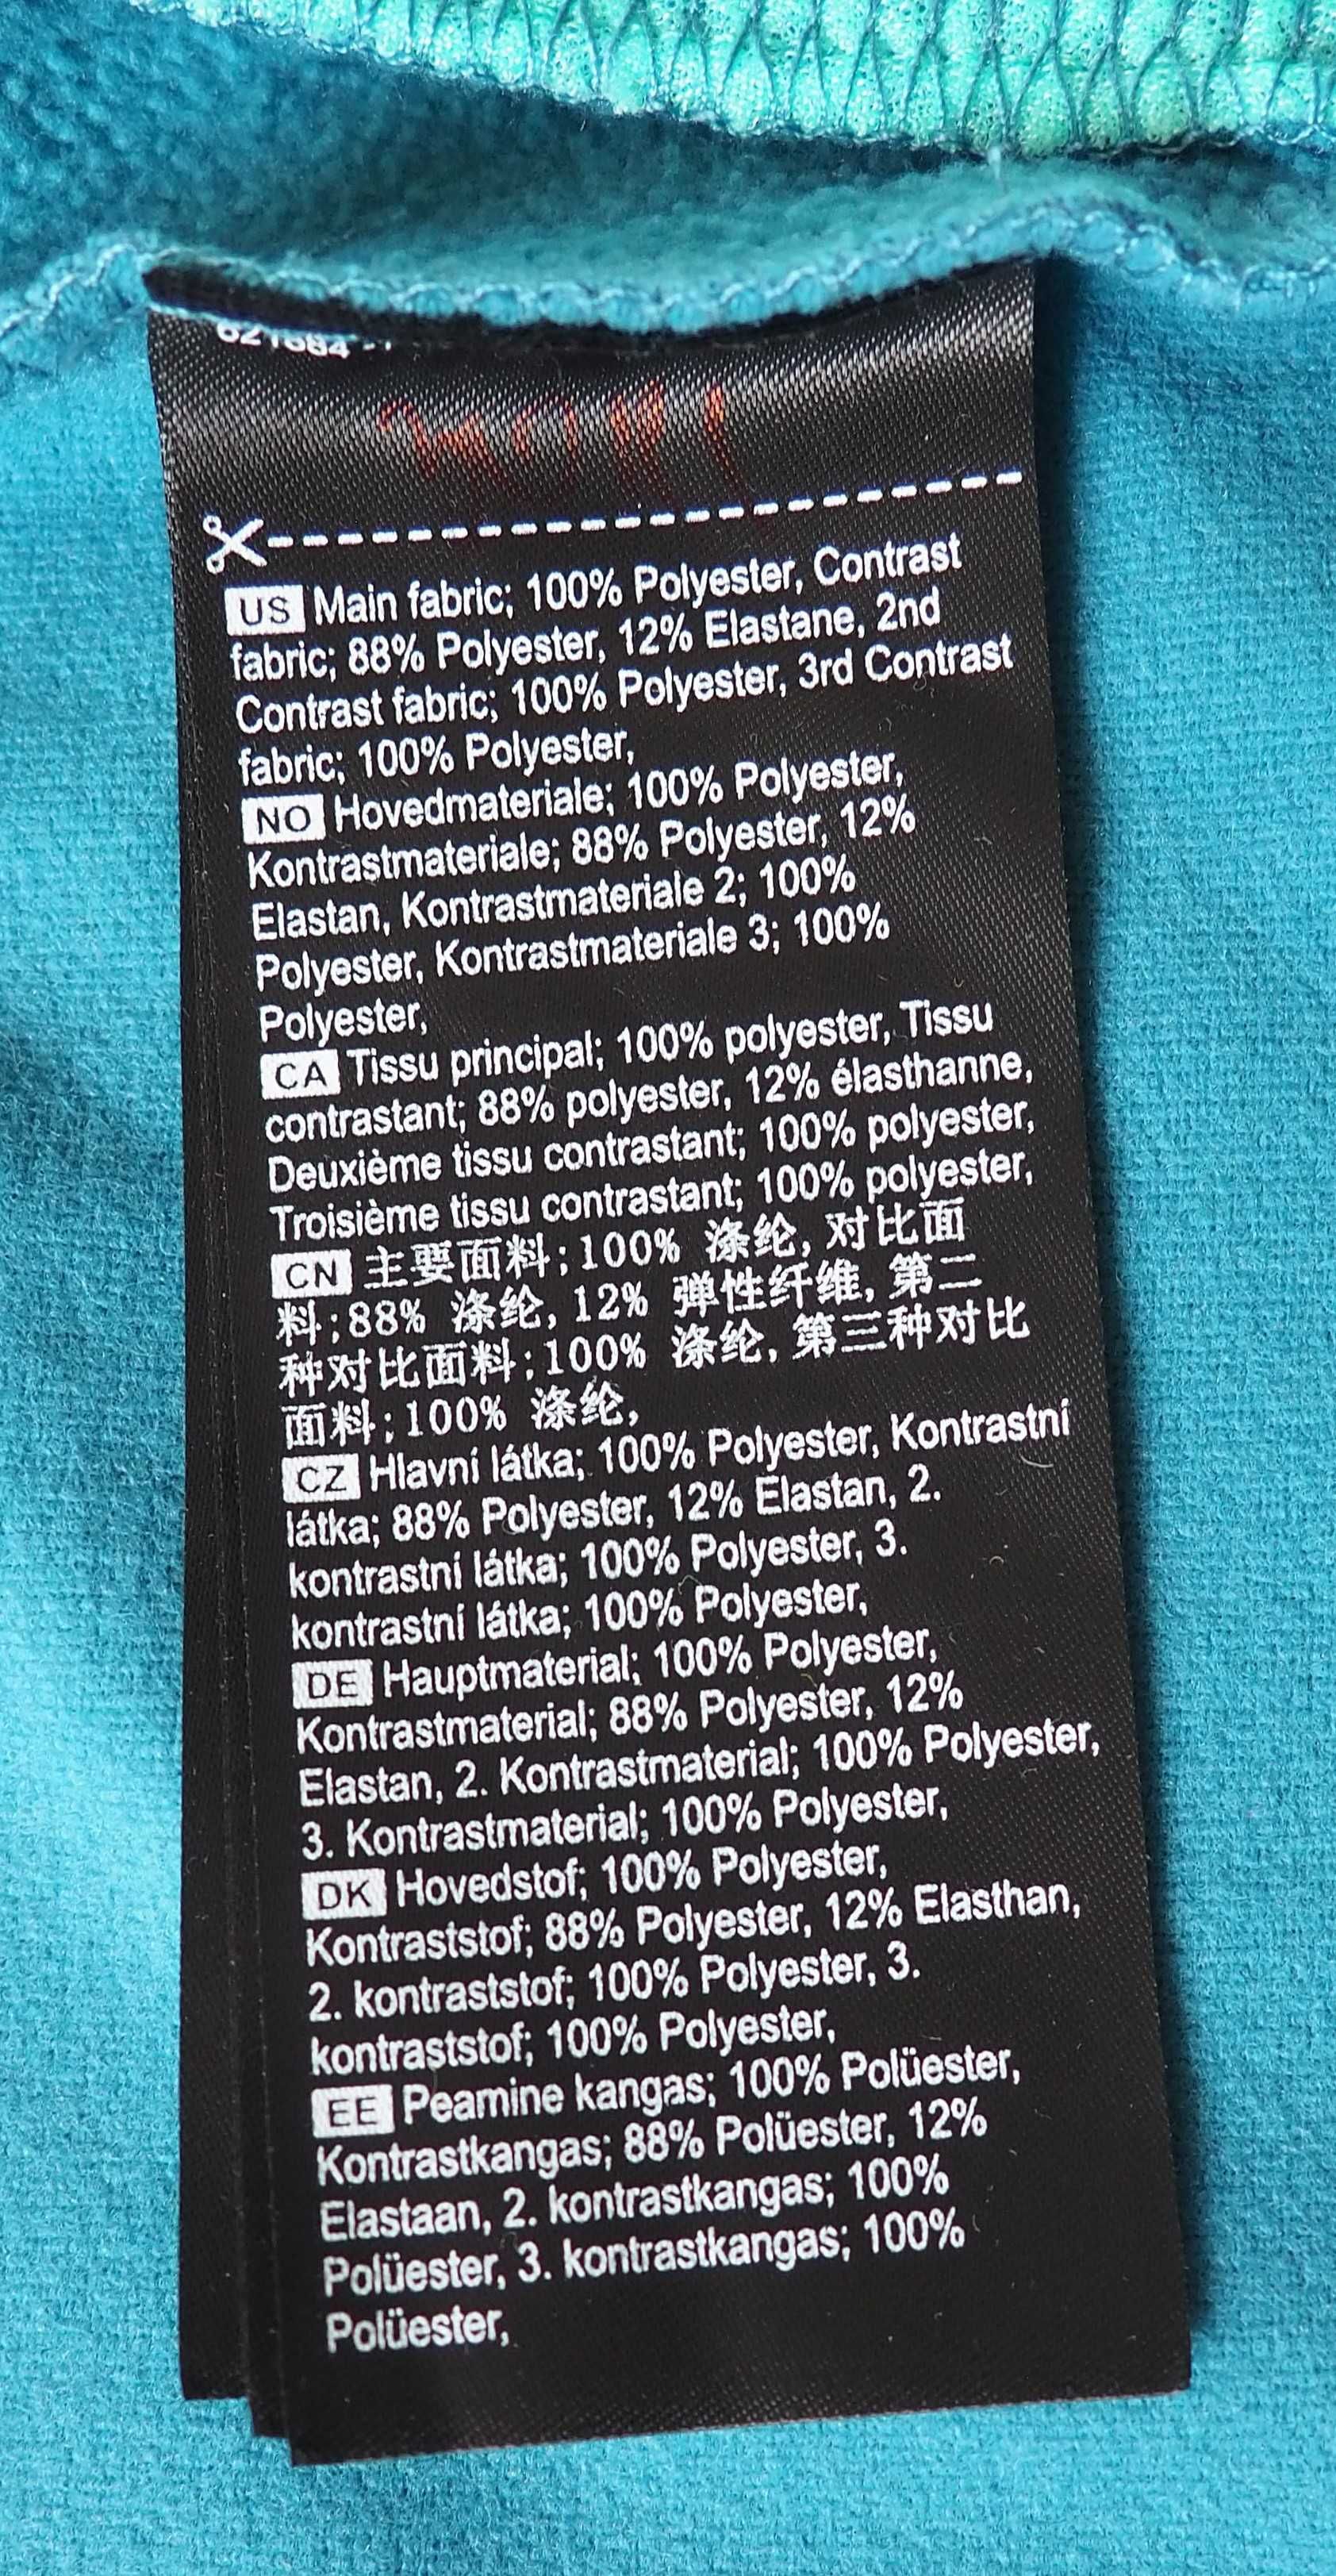 US Main fabric; 100% Polyester, Contrast
fabric; 88% Polyester, 12% Elastane, 2nd
Contrast fabric; 100% Polyester, 3rd Contrast
fabric; 100% Polyester,
NO Hovedmateriale; 100% Polyester,
Kontrastmateriale; 88% Polyester, 12%
Elastan, Kontrastmateriale 2; 100%
Polyester, Kontrastmateriale 3; 100%
Polyester,
CA Tissu principal; 100% polyester, Tissu
contrastant; 88% polyester, 12% élasthanne,
Deuxième tissu contrastant; 100% polyester,
Troisième tissu contrastant; 100% polyester,
CN 主要面料;100% 涤纶, 对比面
料;88% 涤纶, 12% 弹性纤维, 第二
种对比面料;100% 涤纶, 第三种对比
面料;100% 涤纶,
CZ Hlavní látka; 100% Polyester, Kontrastní
látka; 88% Polyester, 12% Elastan, 2.
kontrastní látka; 100% Polyester, 3.
kontrastní látka; 100% Polyester,
DE Hauptmaterial; 100% Polyester,
Kontrastmaterial; 88% Polyester, 12%
Elastan, 2. Kontrastmaterial; 100% Polyester,
3. Kontrastmaterial; 100% Polyester,
DK Hovedstof; 100% Polyester,
Kontraststof; 88% Polyester, 12% Elasthan,
2. kontraststof; 100% Polyester, 3.
kontraststof; 100% Polyester,
EE Peamine kangas; 100% Polüester,
Kontrastkangas; 88% Polüester, 12%
Elastaan, 2. kontrastkangas; 100%
Polüester, 3. kontrastkangas; 100%
Polüester,